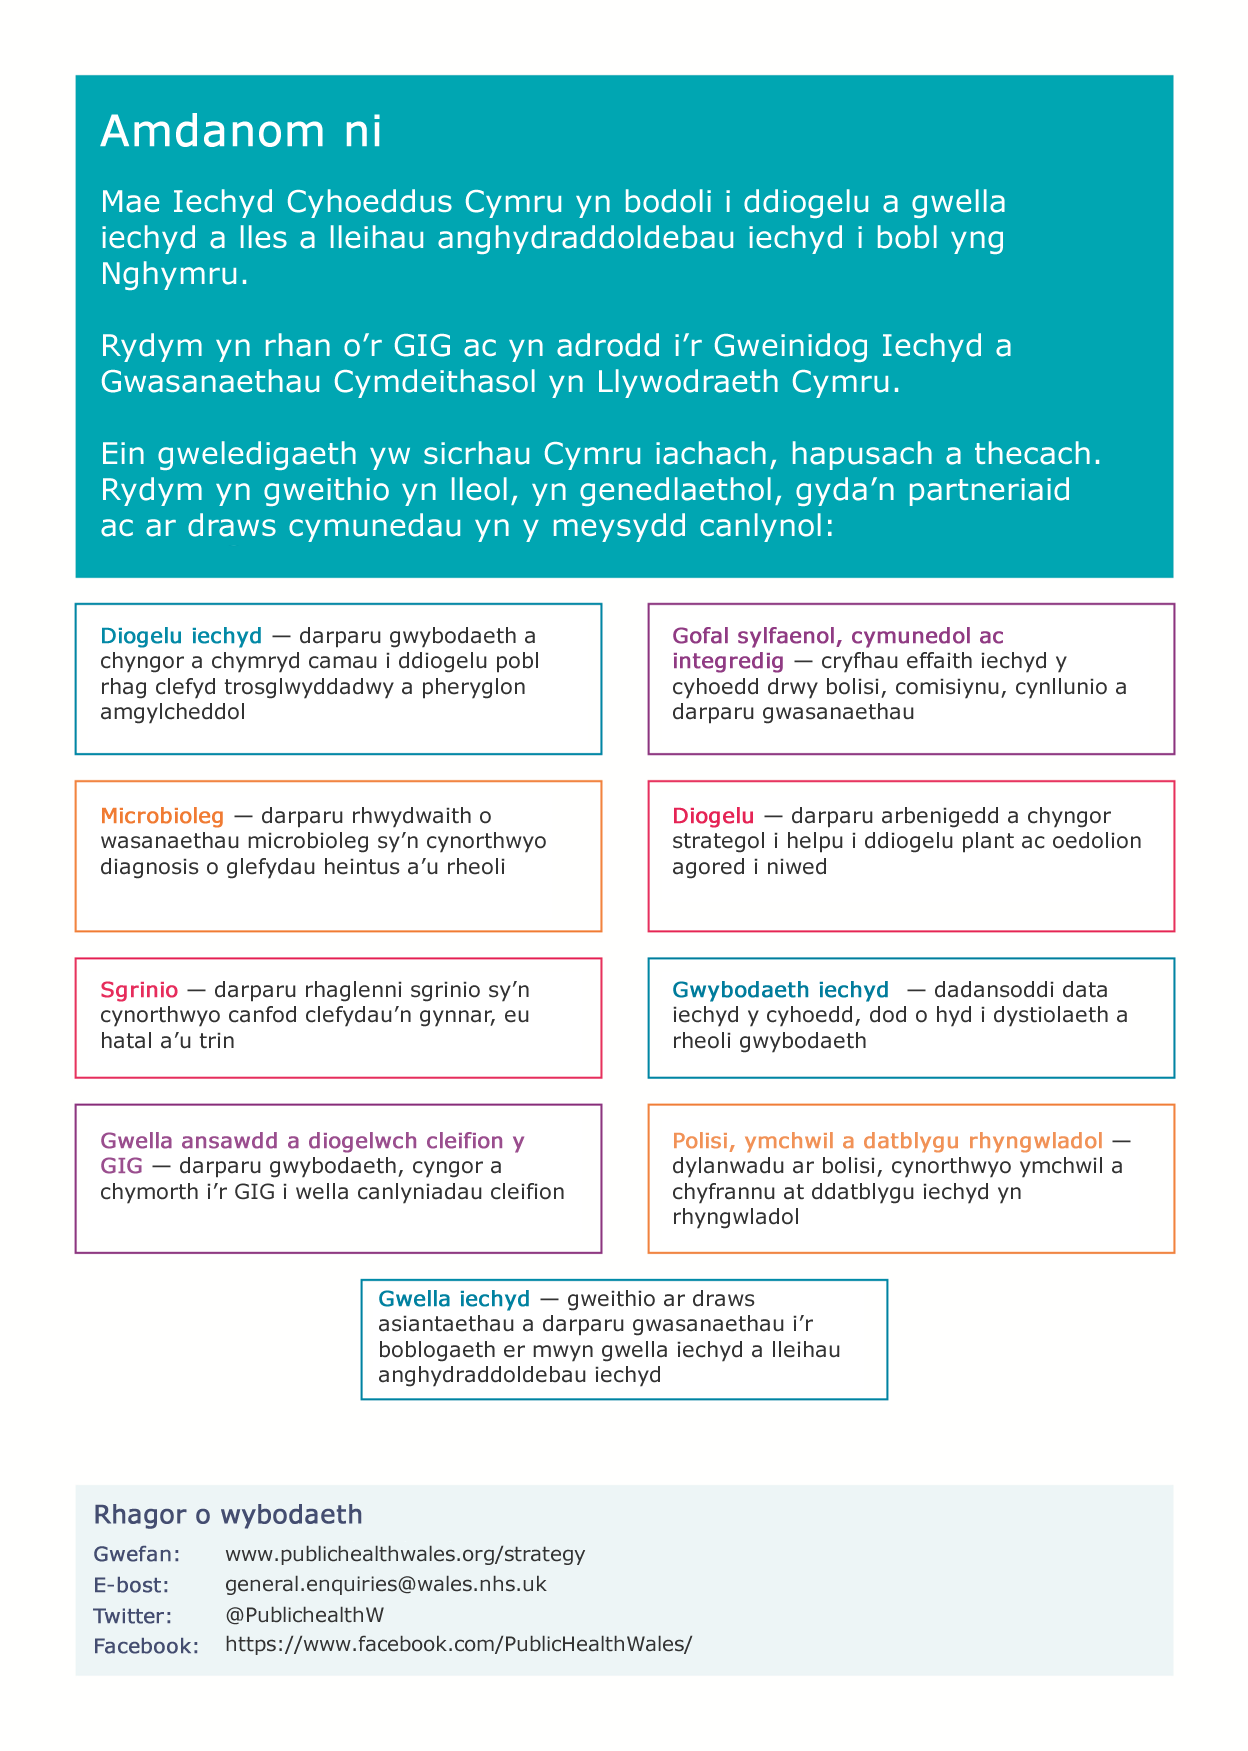 Amdanom ni
Mae Iechyd Cyhoeddus Cymru yn bodoli i ddiogelu a gwella
iechyd a lles a lleihau anghydraddoldebau iechyd i bobl yng
Nghymru.
Rydym yn rhan o’r GIG ac yn adrodd i’r Gweinidog Iechyd a
Gwasanaethau Cymdeithasol yn Llywodraeth Cymru.
Ein gweledigaeth yw sicrhau Cymru iachach, hapusach a thecach.
Rydym yn gweithio yn lleol, yn genedlaethol, gyda’n partneriaid
ac ar draws cymunedau yn y meysydd canlynol:
Diogelu iechyd — darparu gwybodaeth a
chyngor a chymryd camau i ddiogelu pobl
rhag clefyd trosglwyddadwy a pheryglon
amgylcheddol
Gofal sylfaenol, cymunedol ac
integredig — cryfhau effaith iechyd y
cyhoedd drwy bolisi, comisiynu, cynllunio a
darparu gwasanaethau
Microbioleg — darparu rhwydwaith o
wasanaethau microbioleg sy’n cynorthwyo
diagnosis o glefydau heintus a’u rheoli
Diogelu — darparu arbenigedd a chyngor
strategol i helpu i ddiogelu plant ac oedolion
agored i niwed
Sgrinio — darparu rhaglenni sgrinio sy’n
cynorthwyo canfod clefydau’n gynnar, eu
hatal a’u trin
Gwybodaeth iechyd — dadansoddi data
iechyd y cyhoedd, dod o hyd i dystiolaeth a
rheoli gwybodaeth
Gwella ansawdd a diogelwch cleifion y
GIG — darparu gwybodaeth, cyngor a
chymorth i’r GIG i wella canlyniadau cleifion
Polisi, ymchwil a datblygu rhyngwladol —
dylanwadu ar bolisi, cynorthwyo ymchwil a
chyfrannu at ddatblygu iechyd yn
rhyngwladol
Gwella iechyd — gweithio ar draws
asiantaethau a darparu gwasanaethau i’r
boblogaeth er mwyn gwella iechyd a lleihau
anghydraddoldebau iechyd
Rhagor o wybodaeth
Gwefan: www.publichealthwales.org/strategy
E-bost: general.enquiries@wales.nhs.uk
Twitter: @PublichealthW
Facebook: https://www.facebook.com/PublicHealthWales/